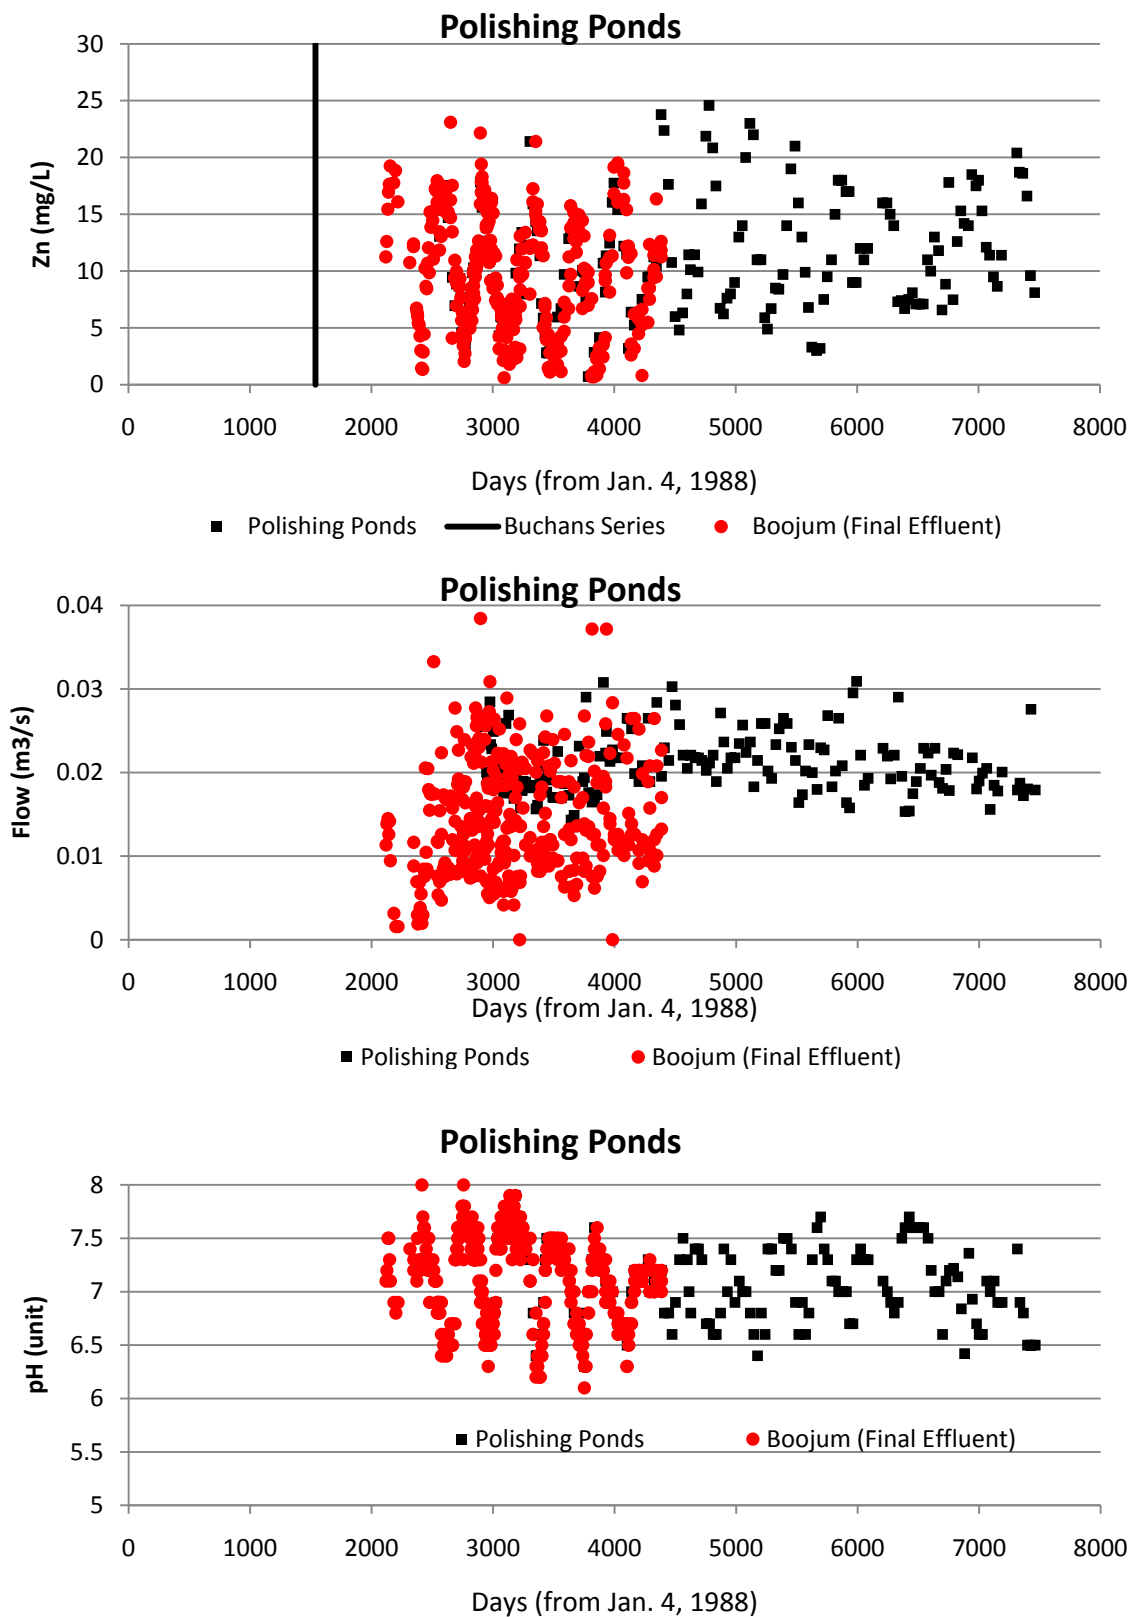 Polishing Ponds
30
25
20
15
10
5
0
Zn (mg/L)
0 1000 2000 3000 4000 5000 6000 7000 8000
Days (from Jan. 4, 1988)
Polishing Ponds Buchans Series Boojum (Final Effluent)
Polishing Ponds
0.04
0.03
0.02
0.01
0
Flow (m3/s)
0 1000 2000 3000 4000 5000 6000 7000 8000
Days (from Jan. 4, 1988)
Polishing Ponds Boojum (Final Effluent)
Polishing Ponds
8
7.5
7
6.5
6
5.5
5
pH (unit)
Polishing Ponds Boojum (Final Effluent)
0 1000 2000 3000 4000 5000 6000 7000 8000
Days (from Jan. 4, 1988)